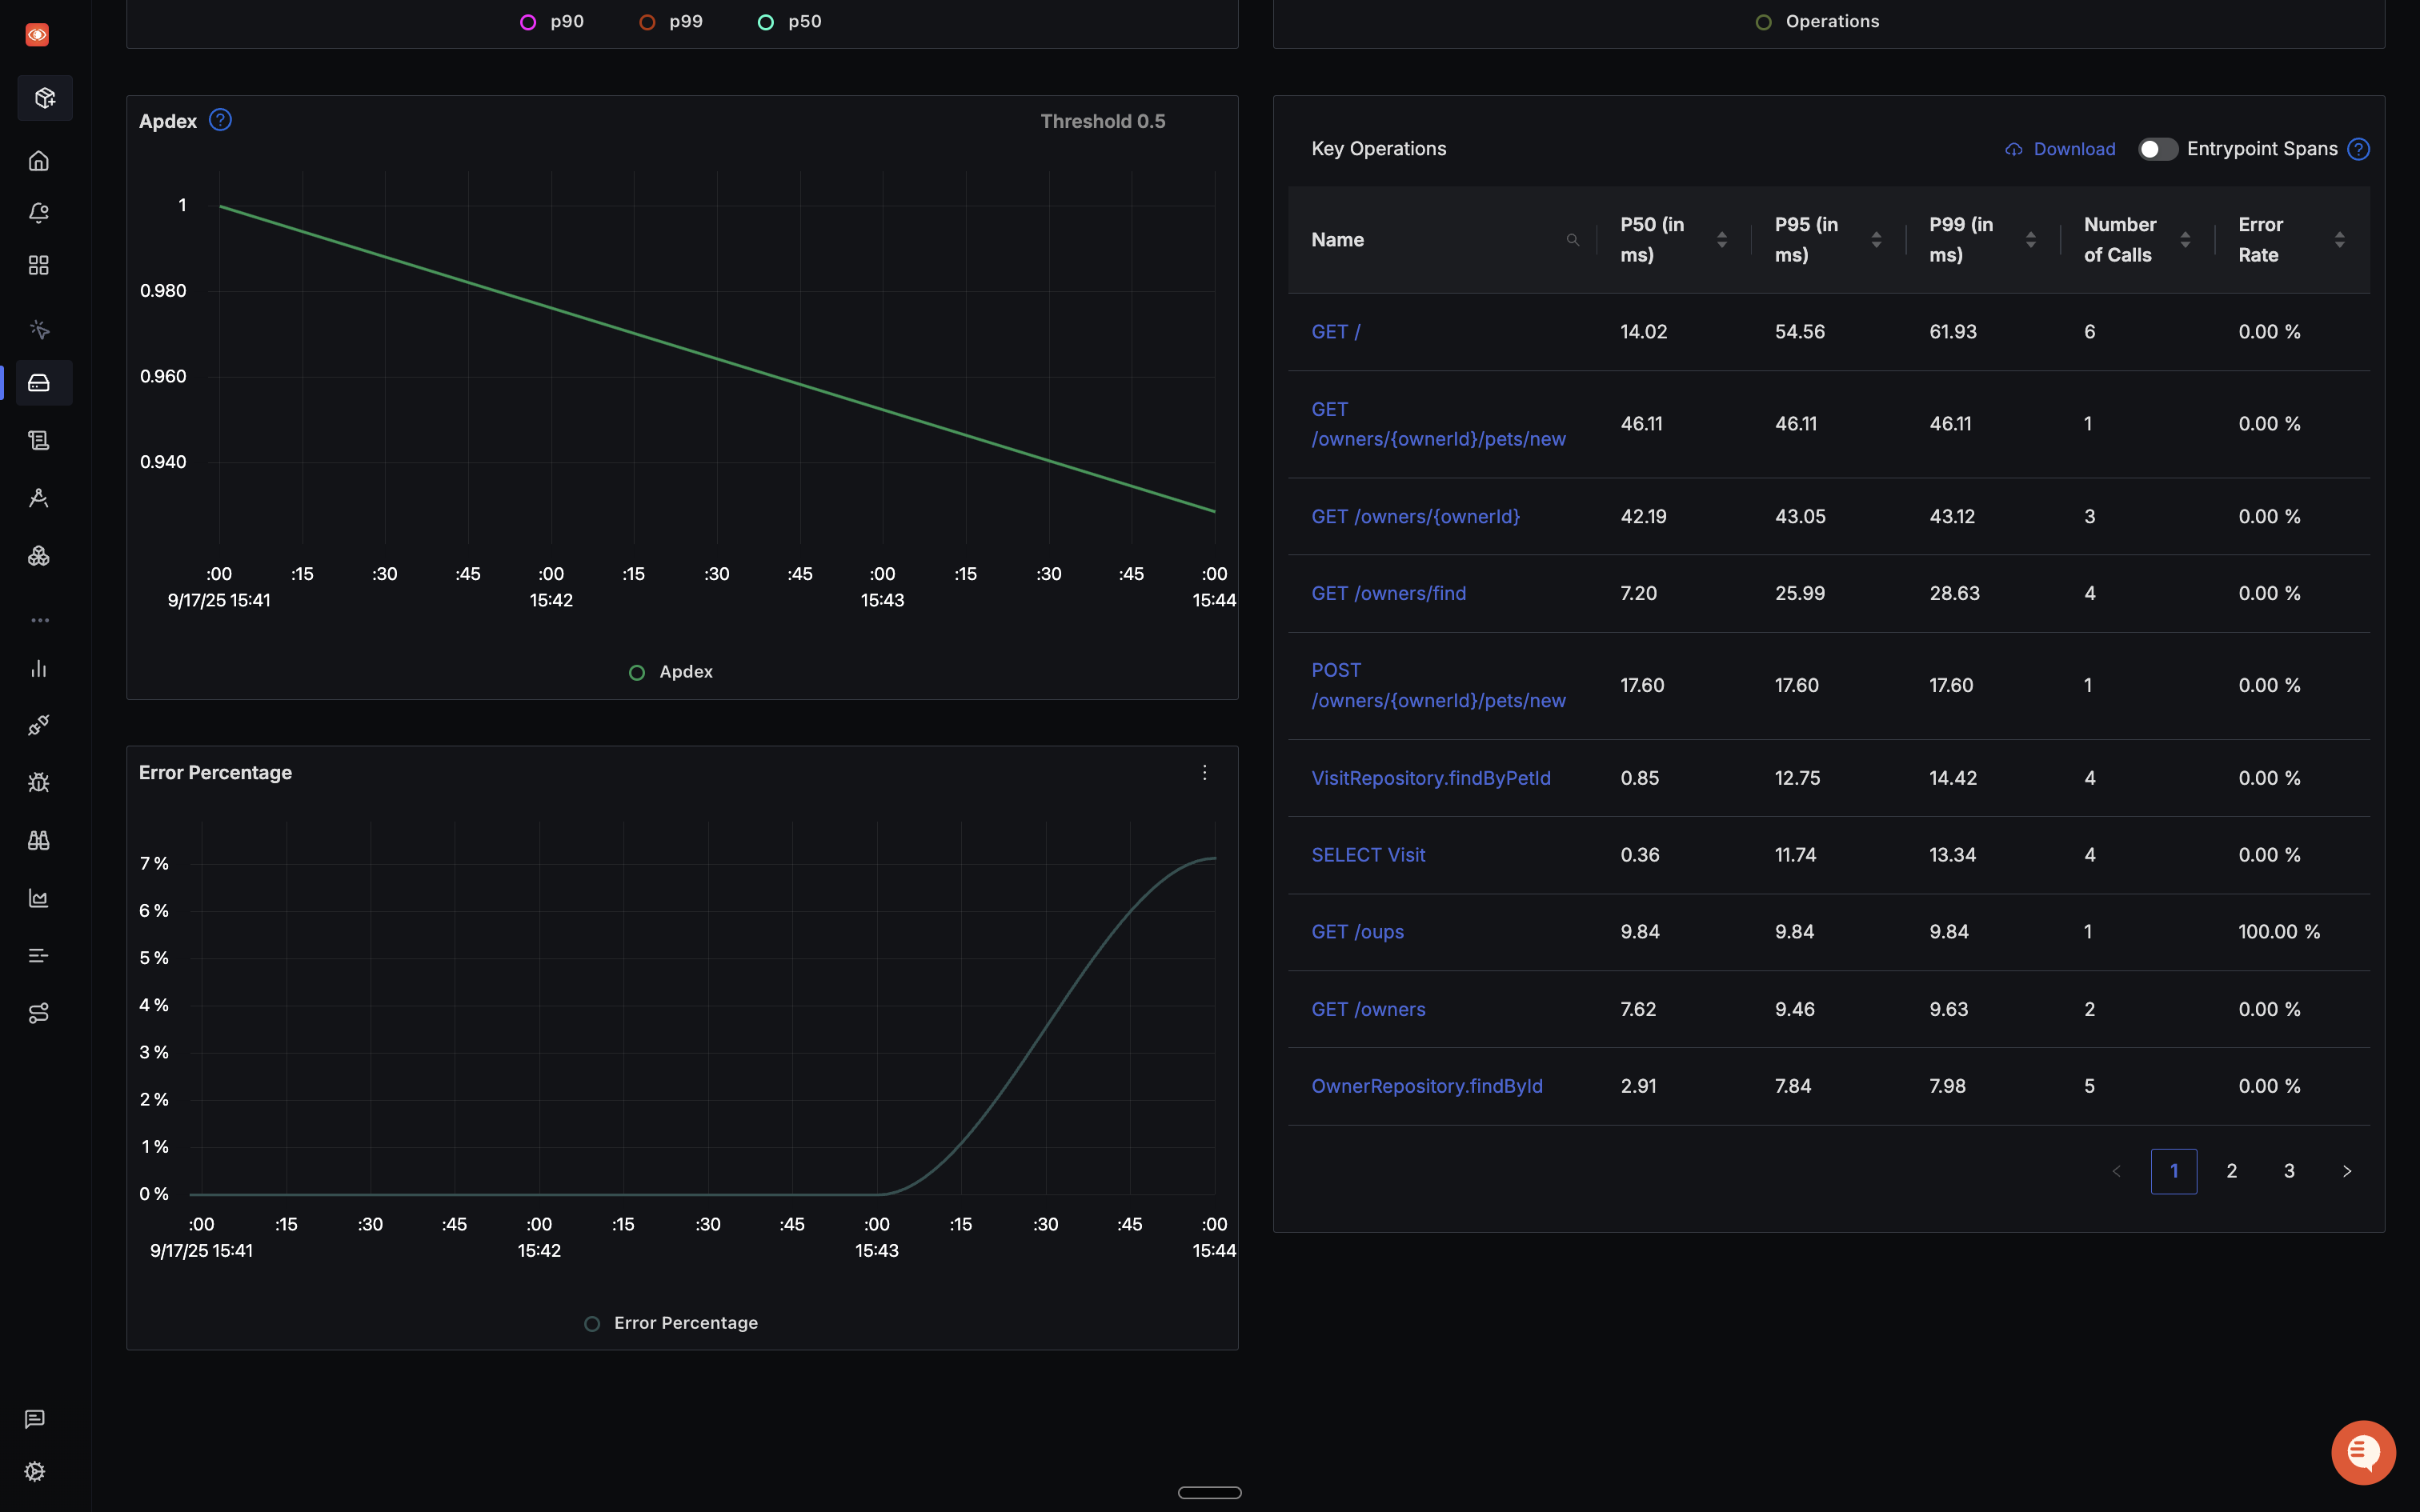 p90 p99 p50
Operations
Apdex ? Threshold 0.5
1
0.980
0.960
0.940
:00 :15 :30 :45 :00 :15 :30 :45 :00 :15 :30 :45 :00
9/17/25 15:41 15:42 15:43 15:44
Apdex
Error Percentage
7 %
6 %
5 %
4 %
3 %
2 %
1 %
0 %
:00 :15 :30 :45 :00 :15 :30 :45 :00 :15 :30 :45 :00
9/17/25 15:41 15:42 15:43 15:44
Error Percentage
Key Operations Download Entrypoint Spans ?
Name P50 (in ms) P95 (in ms) P99 (in ms) Number of Calls Error Rate
GET / 14.02 54.56 61.93 6 0.00 %
GET
/owners/{ownerId}/pets/new 46.11 46.11 46.11 1 0.00 %
GET /owners/{ownerId} 42.19 43.05 43.12 3 0.00 %
GET /owners/find 7.20 25.99 28.63 4 0.00 %
POST
/owners/{ownerId}/pets/new 17.60 17.60 17.60 1 0.00 %
VisitRepository.findByPetId 0.85 12.75 14.42 4 0.00 %
SELECT Visit 0.36 11.74 13.34 4 0.00 %
GET /oups 9.84 9.84 9.84 1 100.00 %
GET /owners 7.62 9.46 9.63 2 0.00 %
OwnerRepository.findById 2.91 7.84 7.98 5 0.00 %
< 1 2 3 >